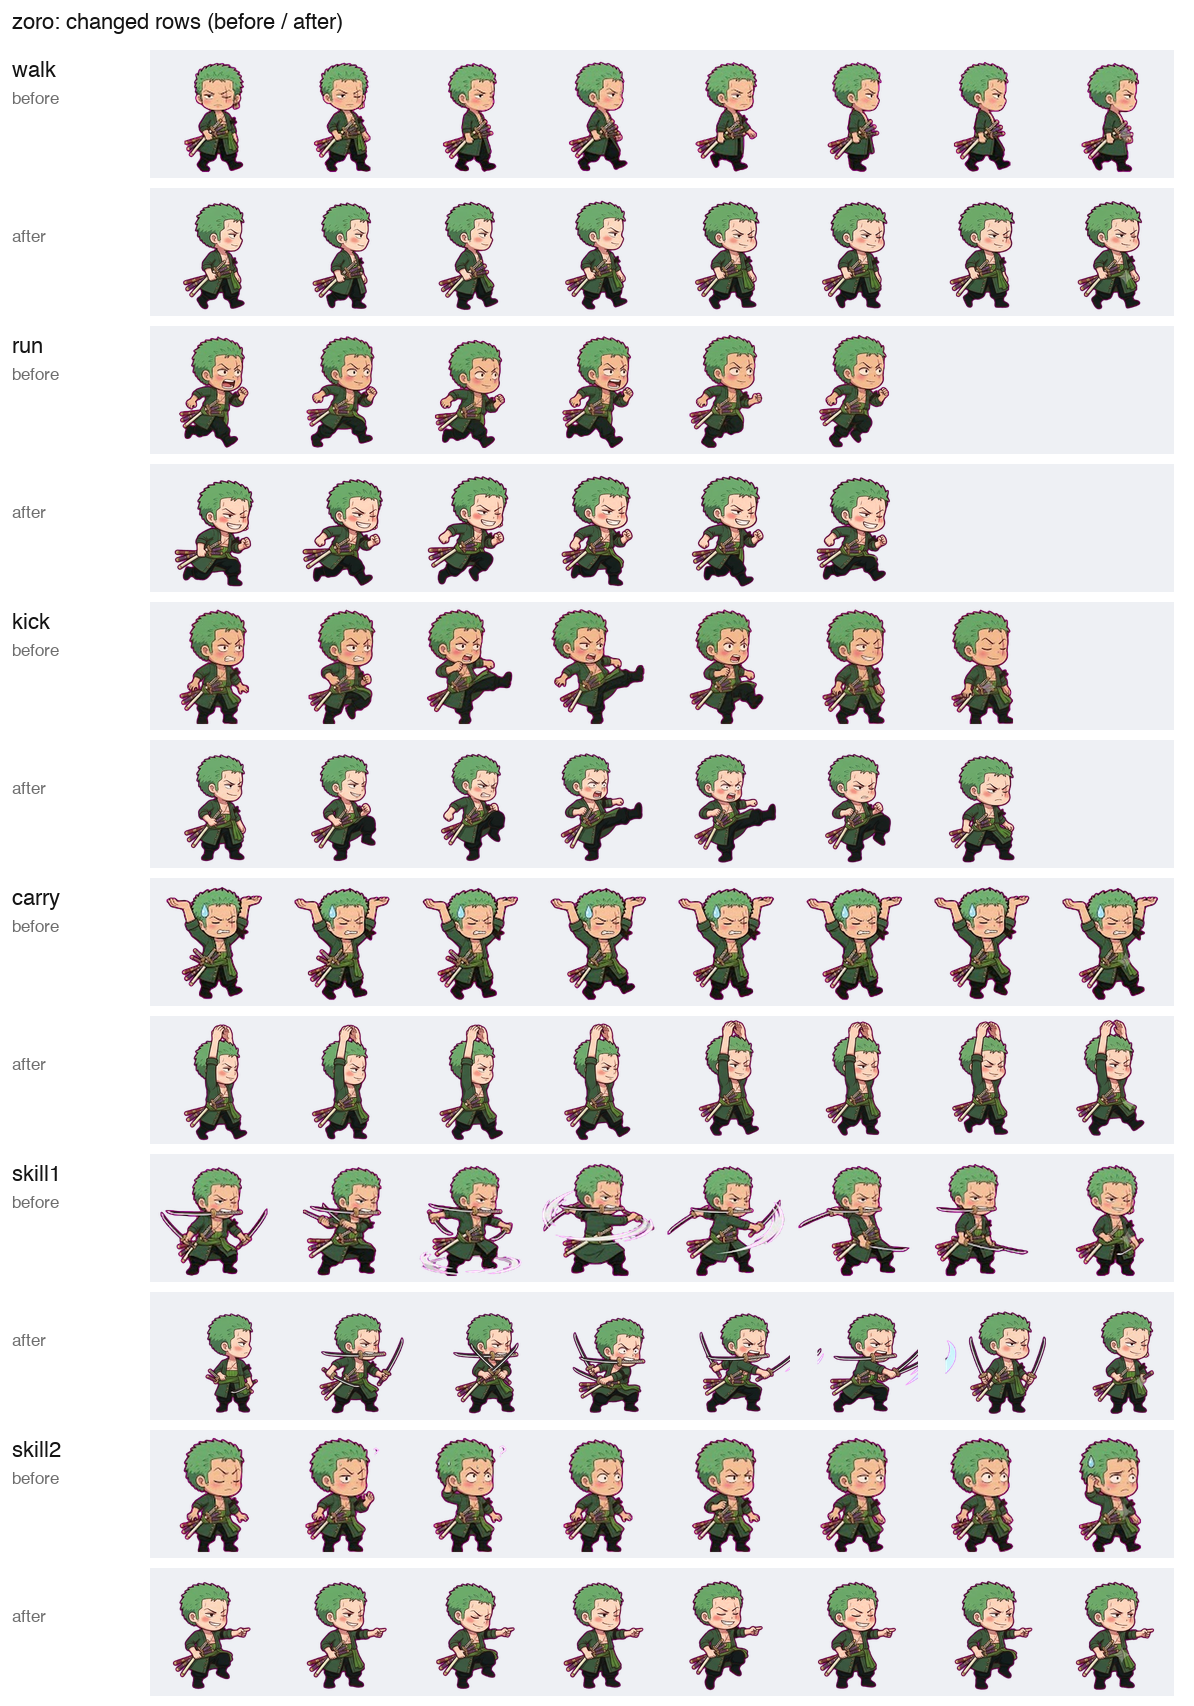 zoro: changed rows (before / after)
walk
before
after
run
before
after
kick
before
after
carry
before
after
skill1
before
after
skill2
before
after